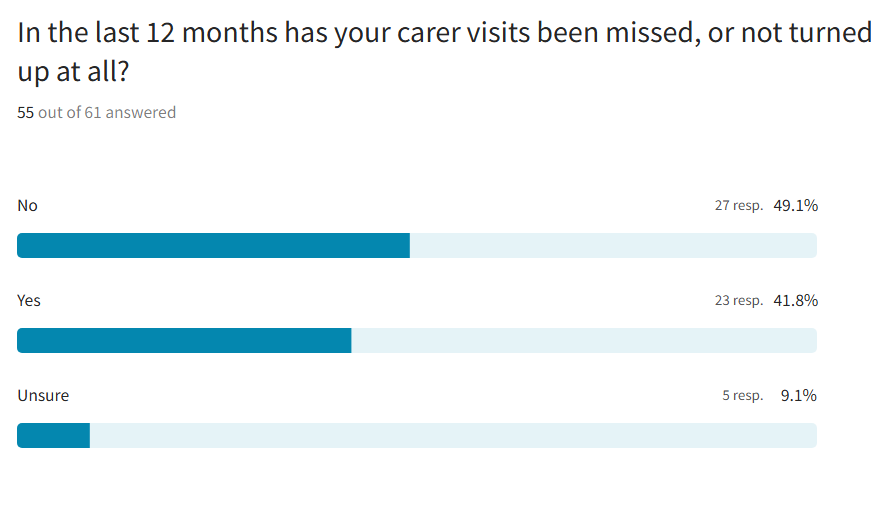 In the last 12 months has your carer visits been missed, or not turned
up at all?
55 out of 61 answered
No 27 resp. 49.1%
Yes 23 resp. 41.8%
Unsure 5 resp. 9.1%